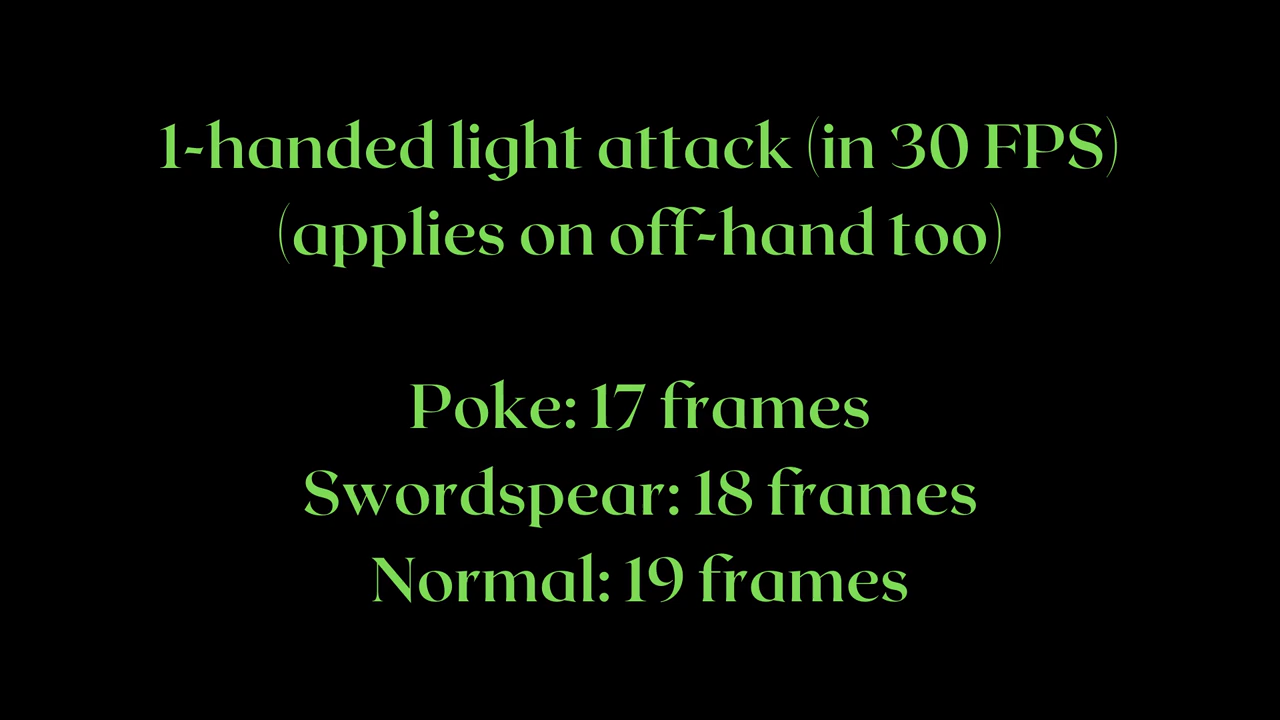 1-handed light attack (in 30 FPS)
(applies on off-hand too)
Poke: 17 frames
Swordspear: 18 frames
Normal: 19 frames